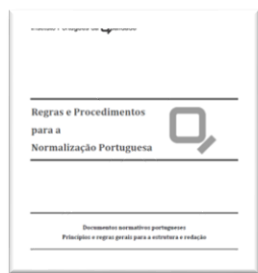 Regras e Procedimentos
para a
Normalização Portuguesa
Documentos normativos portugueses
Princípios e regras gerais para a estrutura e redação